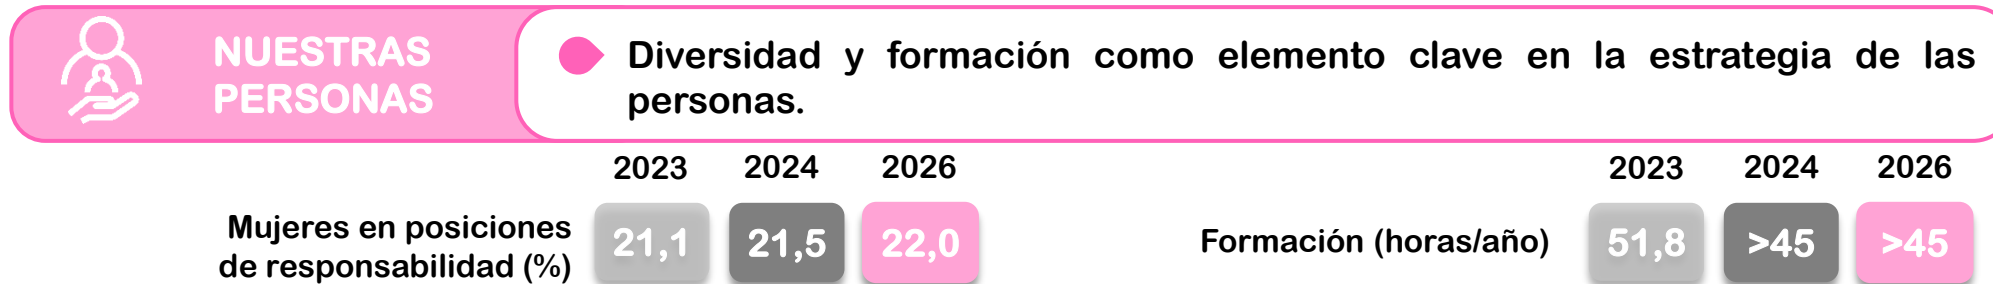 NUESTRAS
PERSONAS
Diversidad y formación como elemento clave en la estrategia de las
personas.
2023 2024 2026
Mujeres en posiciones
de responsabilidad (%)
21,1 21,5 22,0
2023 2024 2026
Formación (horas/año)
51,8 >45 >45